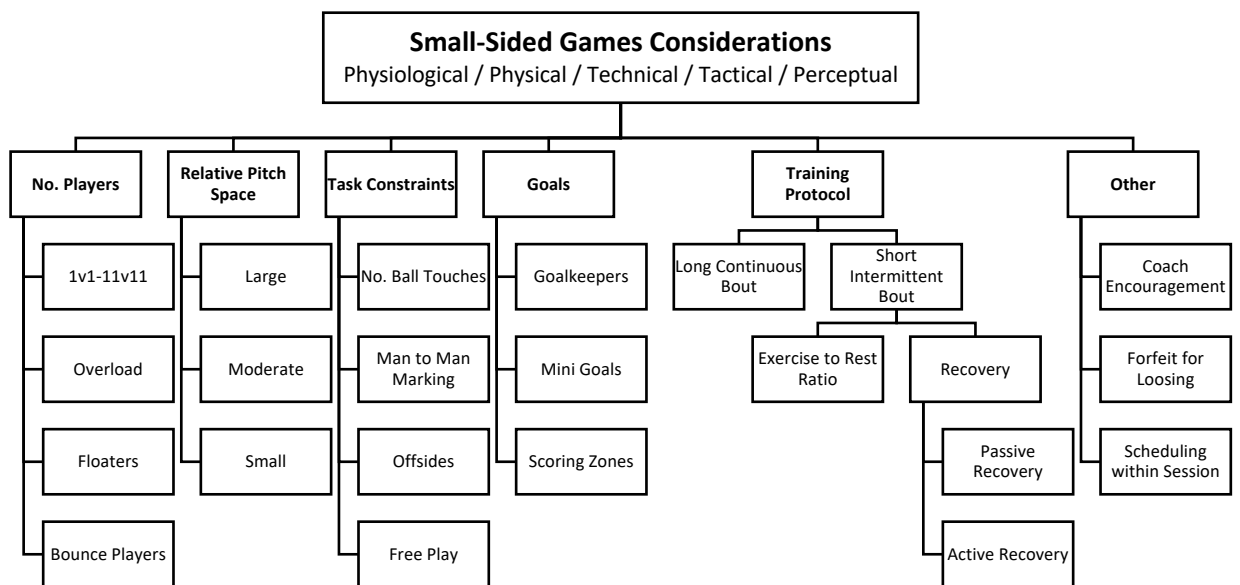 Small-Sided Games Considerations
Physiological / Physical / Technical / Tactical / Perceptual
No. Players
Relative Pitch
Space
Task Constraints
Goals
Training
Protocol
Other
1v1-11v11
Overload
Floaters
Bounce Players
Large
Moderate
Small
No. Ball Touches
Man to Man
Marking
Offsides
Free Play
Goalkeepers
Mini Goals
Scoring Zones
Long Continuous
Bout
Short
Intermittent
Bout
Exercise to Rest
Ratio
Recovery
Passive
Recovery
Active Recovery
Coach
Encouragement
Forfeit for
Loosing
Scheduling
within Session